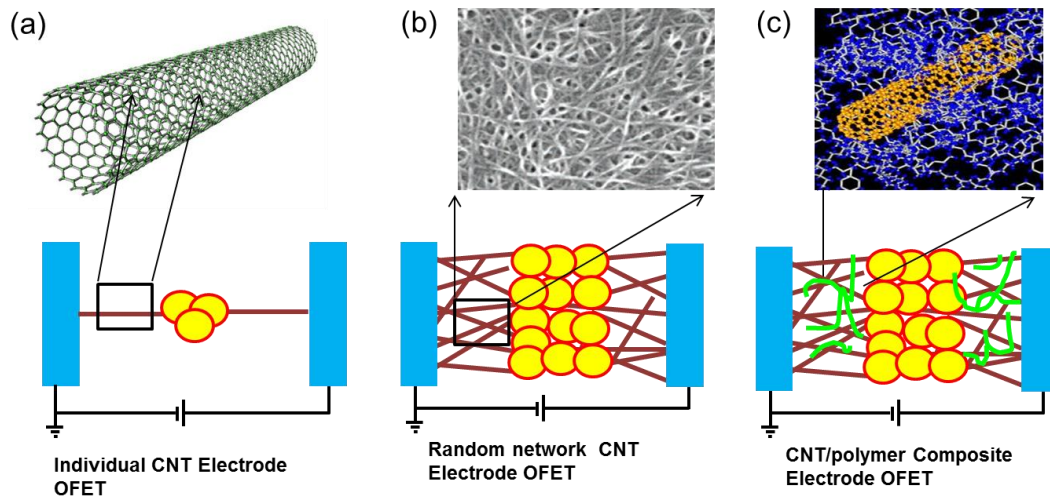 (a)
(b)
(c)
Individual CNT Electrode
OFET
Random network CNT
Electrode OFET
CNT/polymer Composite
Electrode OFET